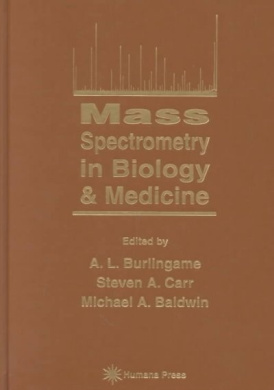 Mass
Spectrometry
in Biology
& Medicine
Edited by
A. L. Burlingame
Steven A. Carr
Michael A. Baldwin
Humana Press